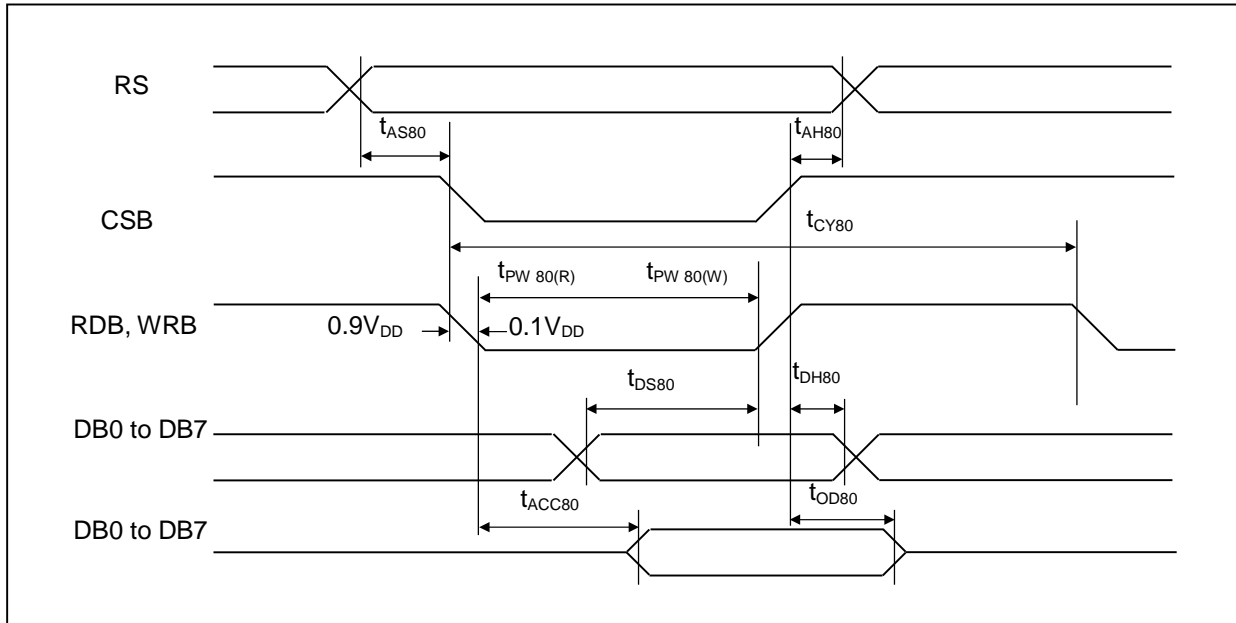 RS
tAS80
tAH80
CSB
tCY80
tPW 80(R)
tPW 80(W)
RDB, WRB
0.9VDD
0.1VDD
tDS80
tDH80
DB0 to DB7
tACC80
tOD80
DB0 to DB7